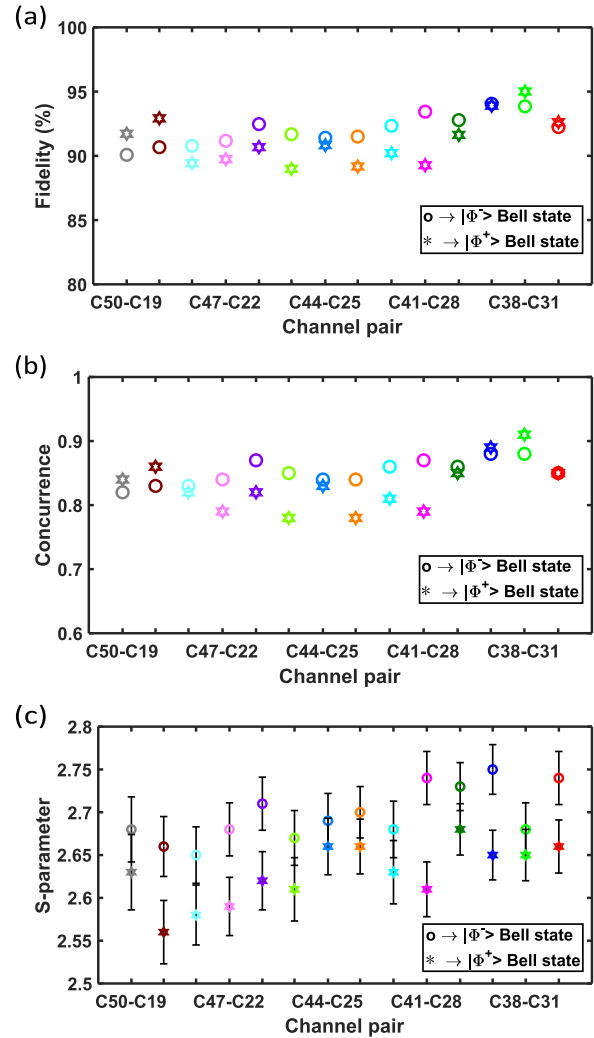 (a)
100
95
90
85
80
Fidelity (%)
o → |Φ⁻> Bell state
* → |Φ⁺> Bell state
C50-C19 C47-C22 C44-C25 C41-C28 C38-C31
Channel pair
(b)
1
0.9
0.8
0.7
0.6
Concurrence
o → |Φ⁻> Bell state
* → |Φ⁺> Bell state
C50-C19 C47-C22 C44-C25 C41-C28 C38-C31
Channel pair
(c)
2.8
2.75
2.7
2.65
2.6
2.55
2.5
S-parameter
o → |Φ⁻> Bell state
* → |Φ⁺> Bell state
C50-C19 C47-C22 C44-C25 C41-C28 C38-C31
Channel pair